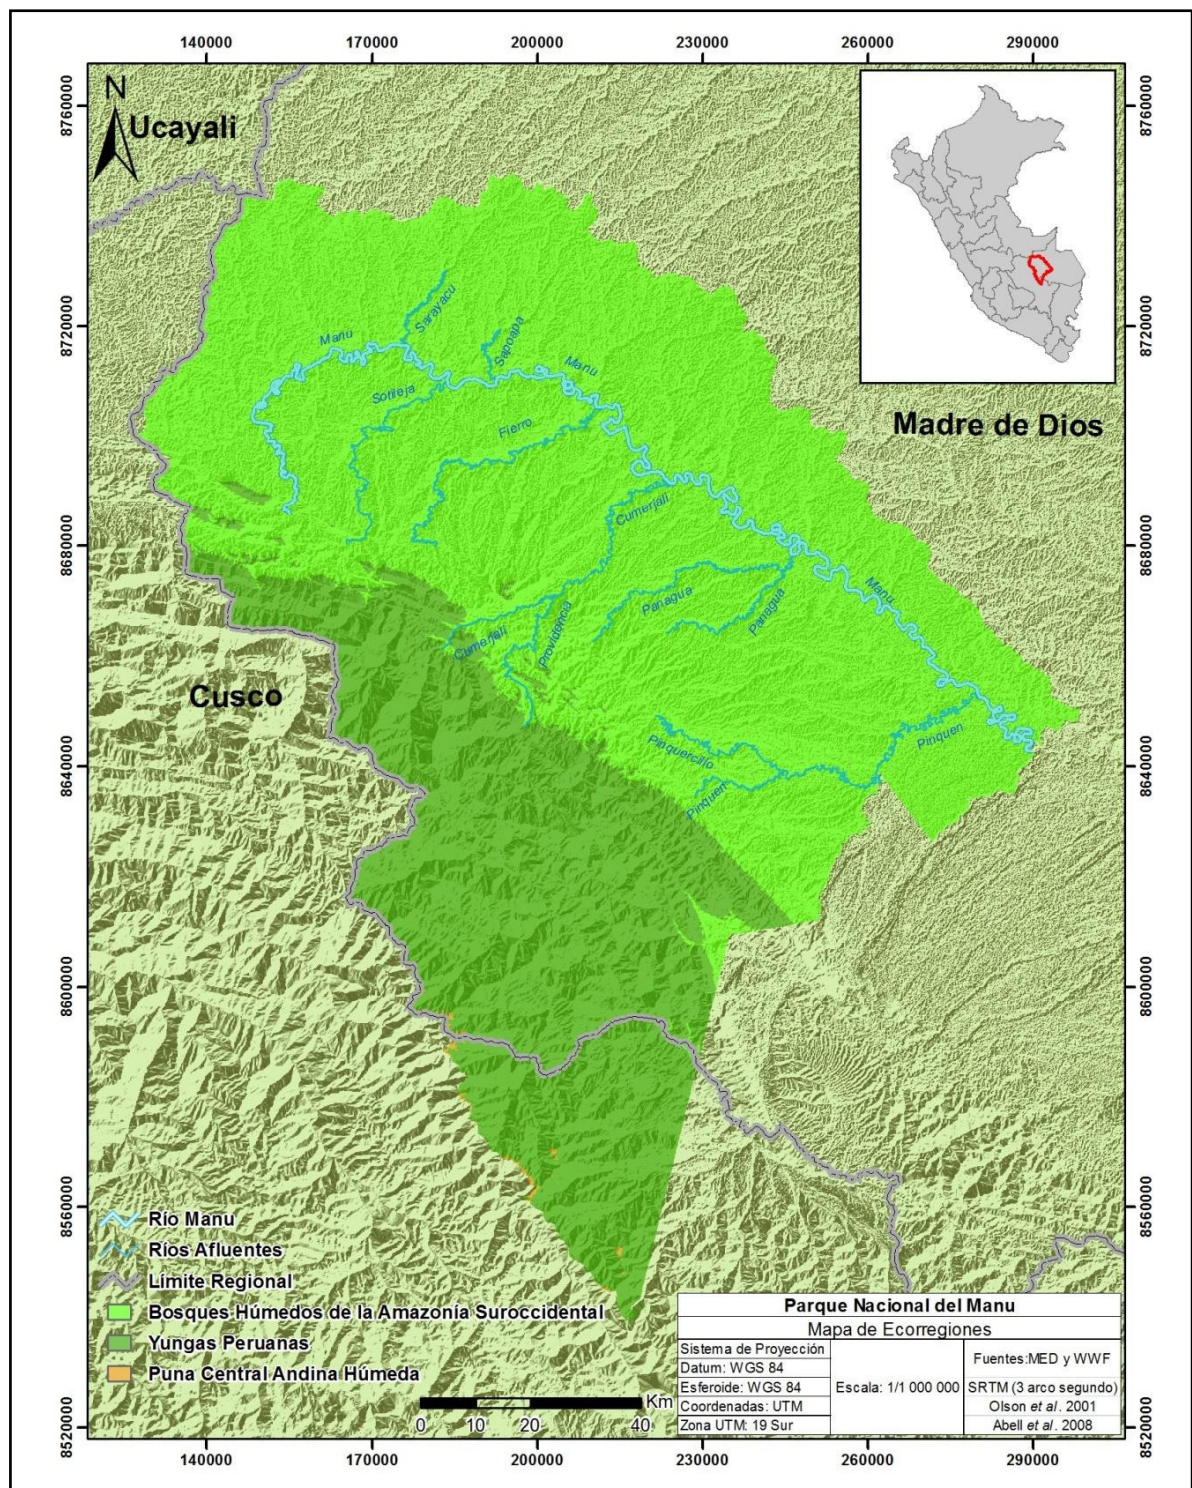 140000 170000 200000 230000 260000 290000
8760000
8760000
N
Ucayali
8720000
8720000
Sarayacu
Manu
Sapoapa
Manu
Sotileja
Madre de Dios
Fierro
Cumerjali
8680000
8680000
Manu
Panagua
Panagua
Providencia
Cumerjali
Cusco
Pinquen
Pinquercillo
8640000
8640000
Pinquen
8600000
8600000
8560000
8560000
Río Manu
Ríos Afluentes
Límite Regional
Bosques Húmedos de la Amazonía Suroccidental
Yungas Peruanas
Puna Central Andina Húmeda
Km
0 10 20 40
Parque Nacional del Manu
Mapa de Ecorregiones
Sistema de Proyección
Datum: WGS 84
Esferoide: WGS 84
Coordenadas: UTM
Zona UTM: 19 Sur
Escala: 1/1 000 000
Fuentes:MED y WWF
SRTM (3 arco segundo)
Olson et al. 2001
Abell et al. 2008
8520000
8520000
140000 170000 200000 230000 260000 290000